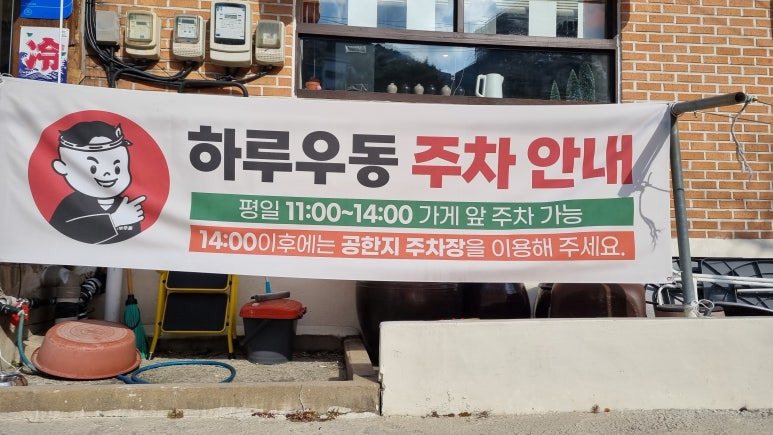 冷
하루우동 주차 안내
평일 11:00~14:00 가게 앞 주차 가능
14:00이후에는 공한지 주차장을 이용해 주세요.